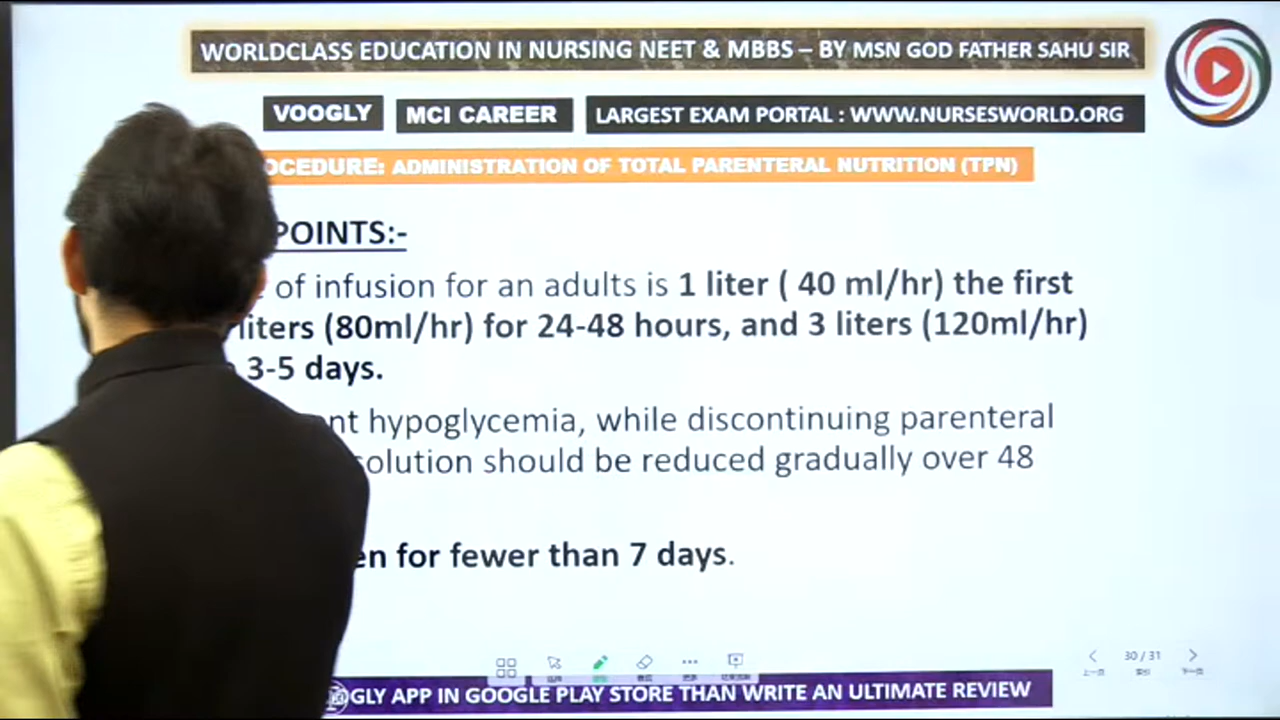 WORLDCLASS EDUCATION IN NURSING NEET & MBBS – BY MSN GOD FATHER SAHU SIR
VOOGLY MCI CAREER LARGEST EXAM PORTAL : WWW.NURSESWORLD.ORG
OCEDURE: ADMINISTRATION OF TOTAL PARENTERAL NUTRITION (TPN)
POINTS:-
of infusion for an adults is 1 liter ( 40 ml/hr) the first
liters (80ml/hr) for 24-48 hours, and 3 liters (120ml/hr)
3-5 days.
nt hypoglycemia, while discontinuing parenteral
solution should be reduced gradually over 48
en for fewer than 7 days.
30 / 31
GLY APP IN GOOGLE PLAY STORE THAN WRITE AN ULTIMATE REVIEW